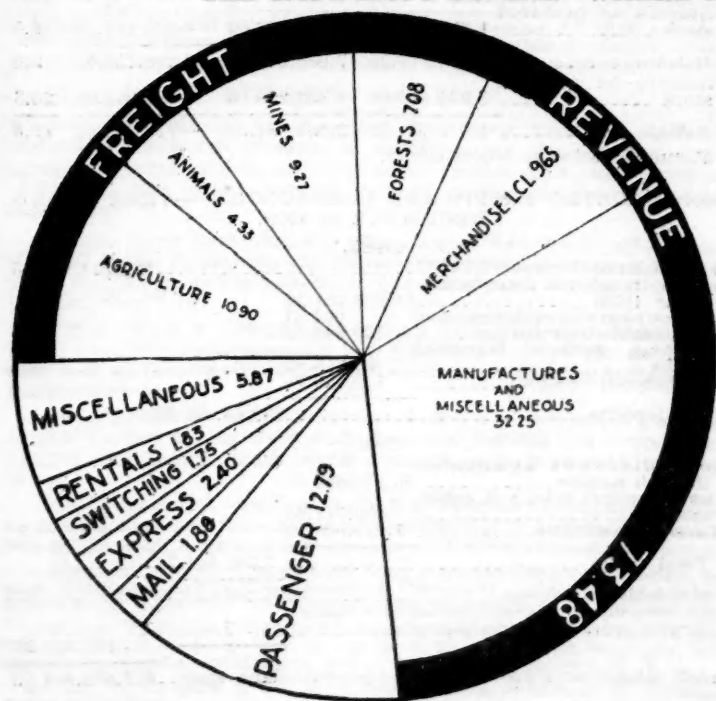 FREIGHT REVENUE 73.48
AGRICULTURE 10 90
ANIMALS 4.33
MINES 9.27
FORESTS 7 08
MERCHANDISE LCL 9 65
MANUFACTURES
AND
MISCELLANEOUS
32 25
MISCELLANEOUS 5.87
RENTALS 1.83
SWITCHING 1.75
EXPRESS 2.40
MAIL 1.88
PASSENGER 12.79